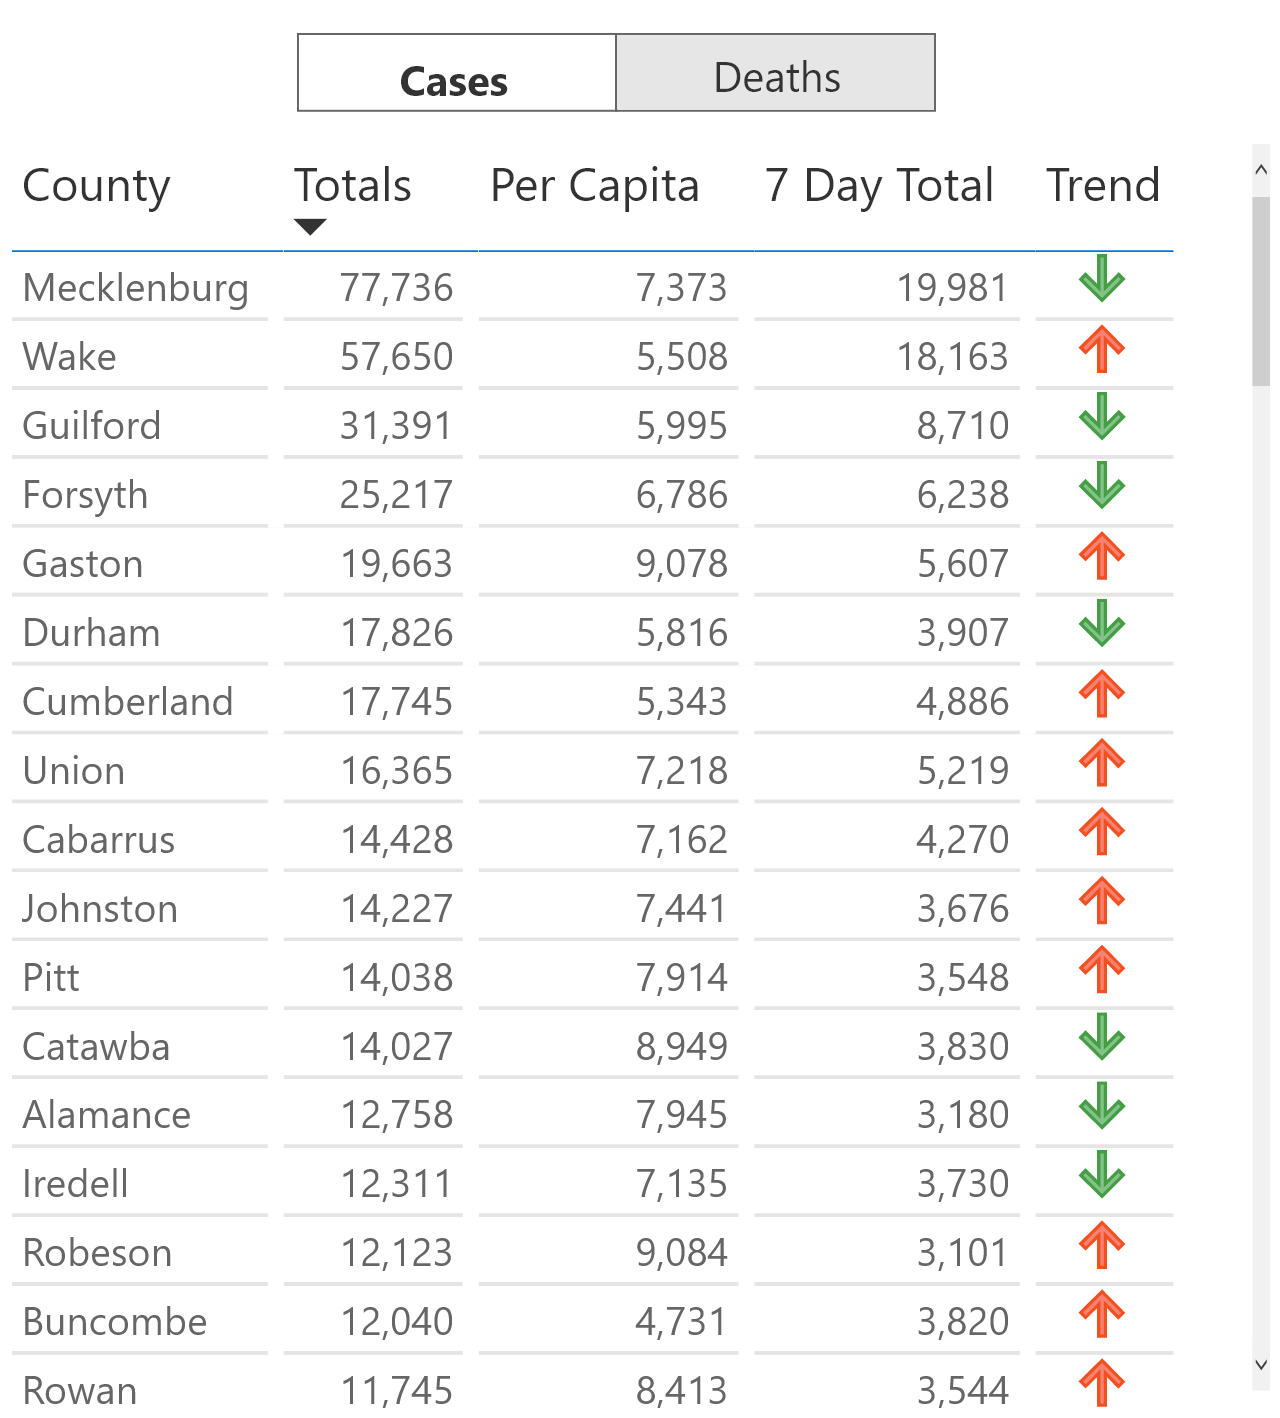 Cases Deaths
County Totals Per Capita 7 Day Total Trend
Mecklenburg 77,736 7,373 19,981
Wake 57,650 5,508 18,163
Guilford 31,391 5,995 8,710
Forsyth 25,217 6,786 6,238
Gaston 19,663 9,078 5,607
Durham 17,826 5,816 3,907
Cumberland 17,745 5,343 4,886
Union 16,365 7,218 5,219
Cabarrus 14,428 7,162 4,270
Johnston 14,227 7,441 3,676
Pitt 14,038 7,914 3,548
Catawba 14,027 8,949 3,830
Alamance 12,758 7,945 3,180
Iredell 12,311 7,135 3,730
Robeson 12,123 9,084 3,101
Buncombe 12,040 4,731 3,820
Rowan 11,745 8,413 3,544